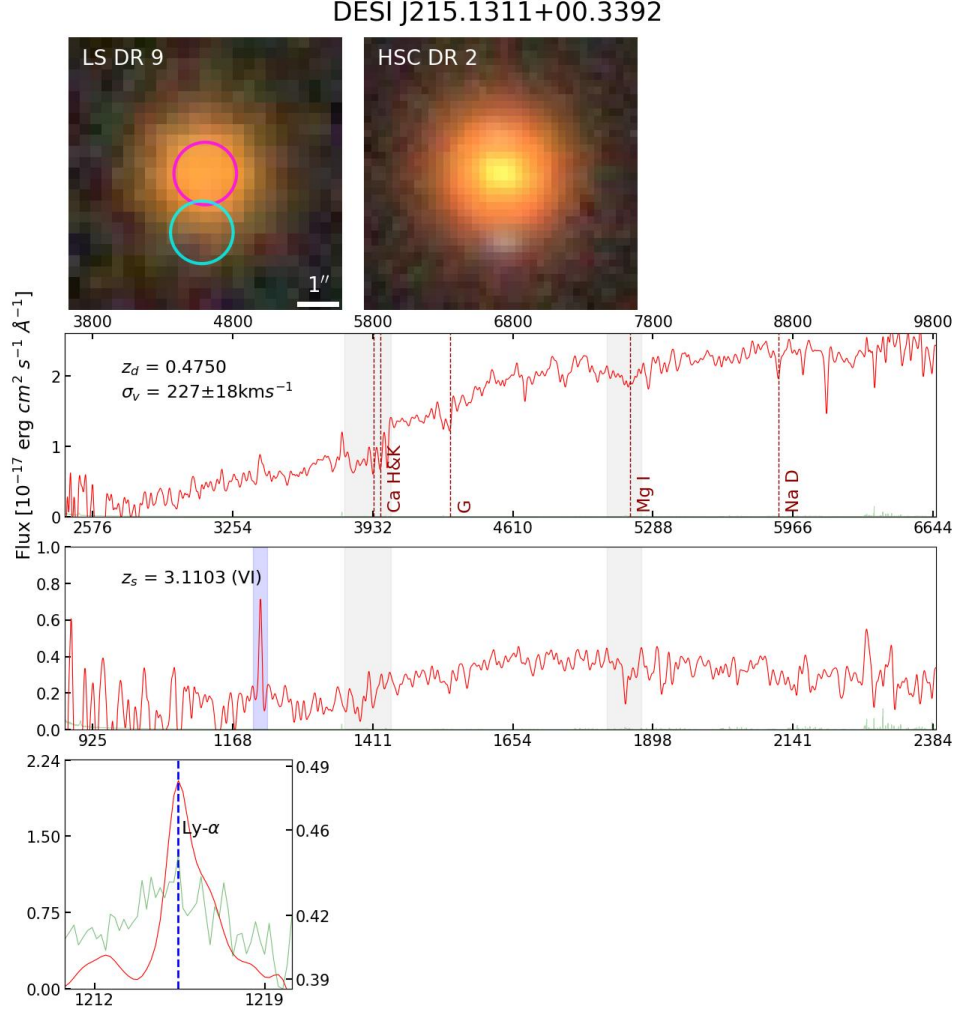 DESI J215.1311+00.3392
LS DR 9
HSC DR 2
1″
3800 4800 5800 6800 7800 8800 9800
Flux [10⁻¹⁷ erg cm² s⁻¹ Å⁻¹]
z_d = 0.4750
σ_v = 227±18kms⁻¹
2
1
0
Ca H&K
G
Mg I
Na D
2576 3254 3932 4610 5288 5966 6644
z_s = 3.1103 (VI)
1.0
0.8
0.6
0.4
0.2
0.0
925 1168 1411 1654 1898 2141 2384
2.24
1.50
0.75
0.00
Ly-α
0.49
0.46
0.42
0.39
1212 1219